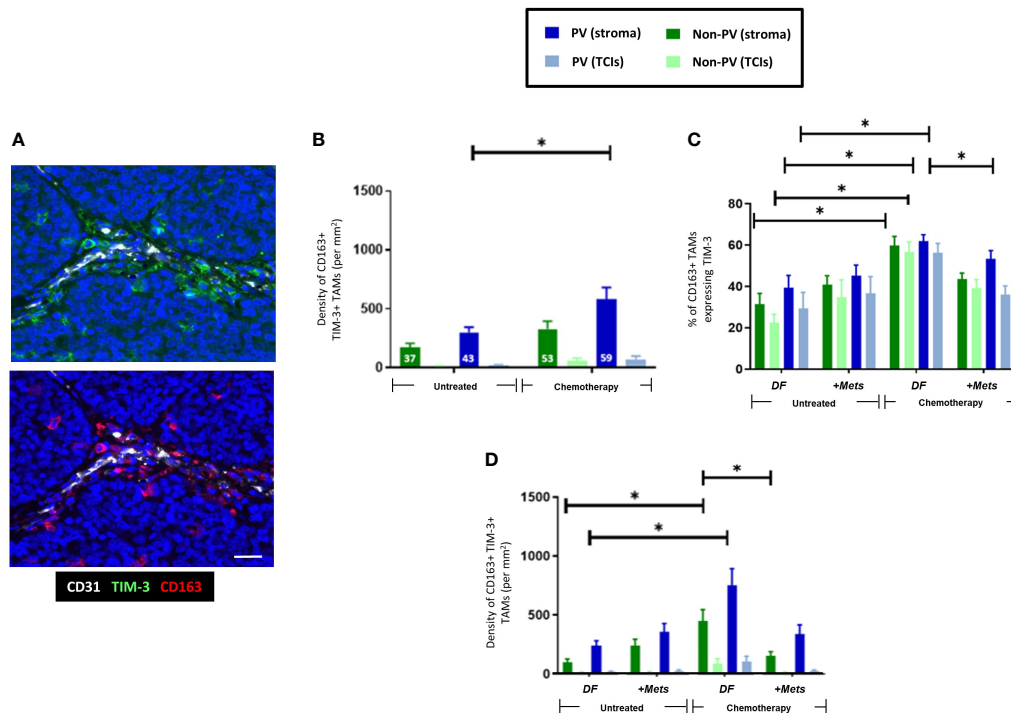 PV (stroma) Non-PV (stroma)
PV (TCIs) Non-PV (TCIs)
A
CD31 TIM-3 CD163
B
*
Density of CD163+
TIM-3+ TAMs (per mm²)
1500
1000
500
0
37 43 53 59
Untreated Chemotherapy
C
*
* *
*
*
% of CD163+ TAMs
expressing TIM-3
80
60
40
20
0
DF +Mets DF +Mets
Untreated Chemotherapy
D
*
*
*
Density of CD163+ TIM-3+
TAMs (per mm²)
1500
1000
500
0
DF +Mets DF +Mets
Untreated Chemotherapy